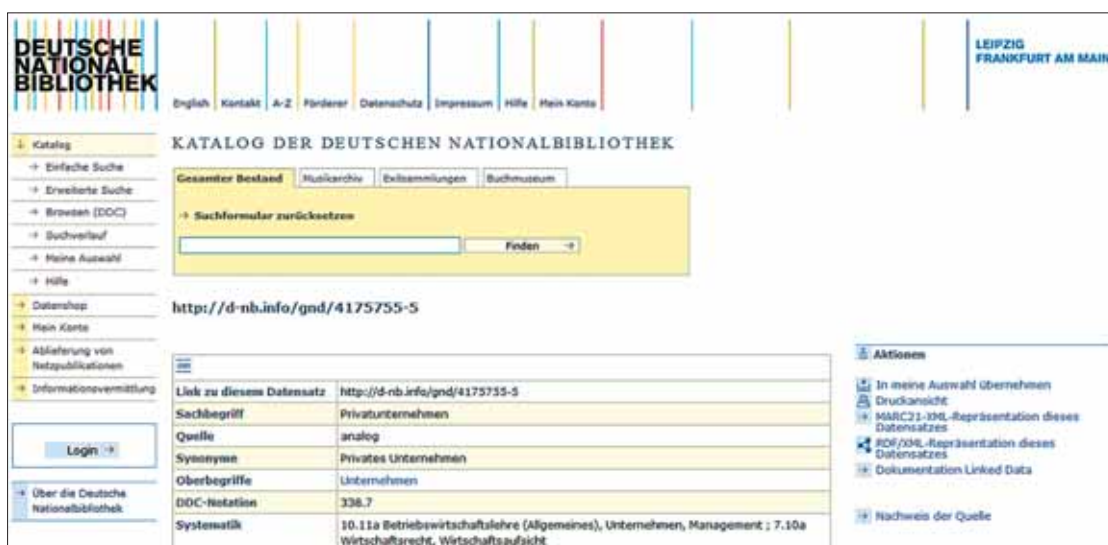 DEUTSCHE
NATIONAL
BIBLIOTHEK
LEIPZIG
FRANKFURT AM MAIN
English Kontakt A-Z Förderer Datenschutz Impressum Hilfe Mein Konto
Katalog
Einfache Suche
Erweiterte Suche
Browsen (DDC)
Suchverlauf
Meine Auswahl
Hilfe
Datenshop
Mein Konto
Ablieferung von
Netzpublikationen
Informationsvermittlung
Login
Über die Deutsche
Nationalbibliothek
KATALOG DER DEUTSCHEN NATIONALBIBLIOTHEK
Gesamter Bestand Musikarchiv Exilsammlungen Buchmuseum
Suchformular zurücksetzen
Finden
http://d-nb.info/gnd/4175755-5
Link zu diesem Datensatz http://d-nb.info/gnd/4175755-5
Sachbegriff Privatunternehmen
Quelle analog
Synonyme Privates Unternehmen
Oberbegriffe Unternehmen
DDC-Notation 338.7
Systematik 10.11a Betriebswirtschaftslehre (Allgemeines), Unternehmen, Management ; 7.10a
Wirtschaftsrecht, Wirtschaftsaufsicht
Aktionen
In meine Auswahl übernehmen
Druckansicht
MARC21-XML-Repräsentation dieses
Datensatzes
RDF/XML-Repräsentation dieses
Datensatzes
Dokumentation Linked Data
Nachweis der Quelle